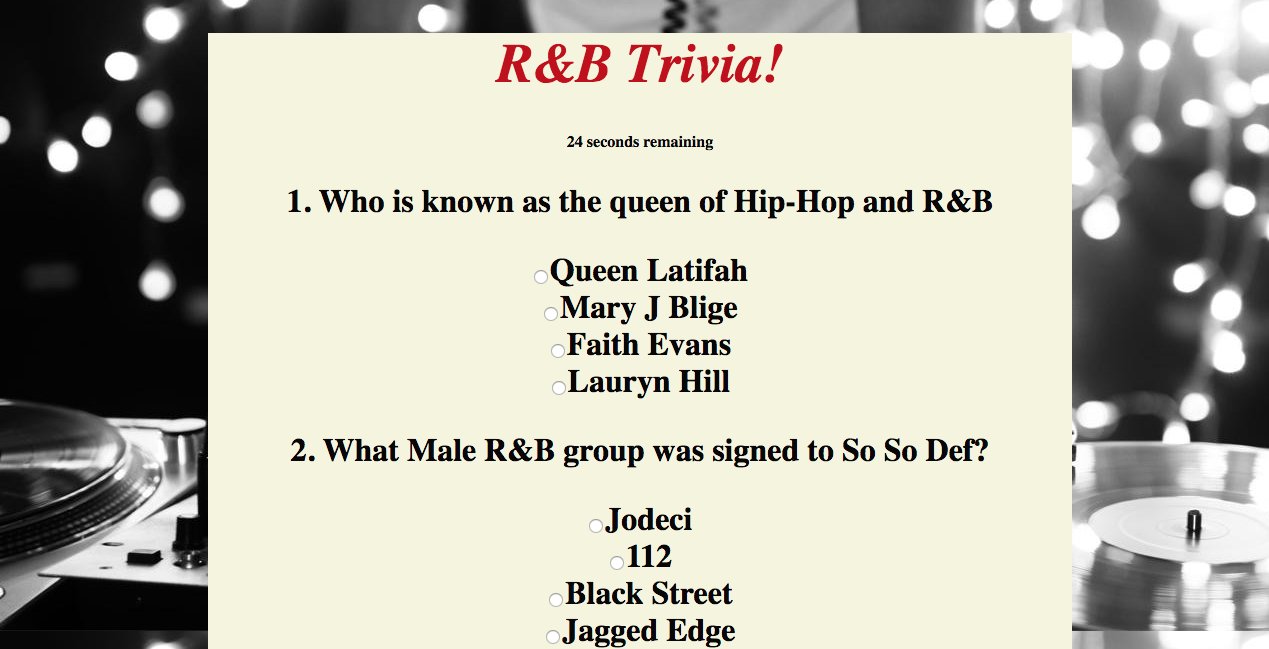 R&B Trivia!
24 seconds remaining
1. Who is known as the queen of Hip-Hop and R&B
Queen Latifah
Mary J Blige
Faith Evans
Lauryn Hill
2. What Male R&B group was signed to So So Def?
Jodeci
112
Black Street
Jagged Edge